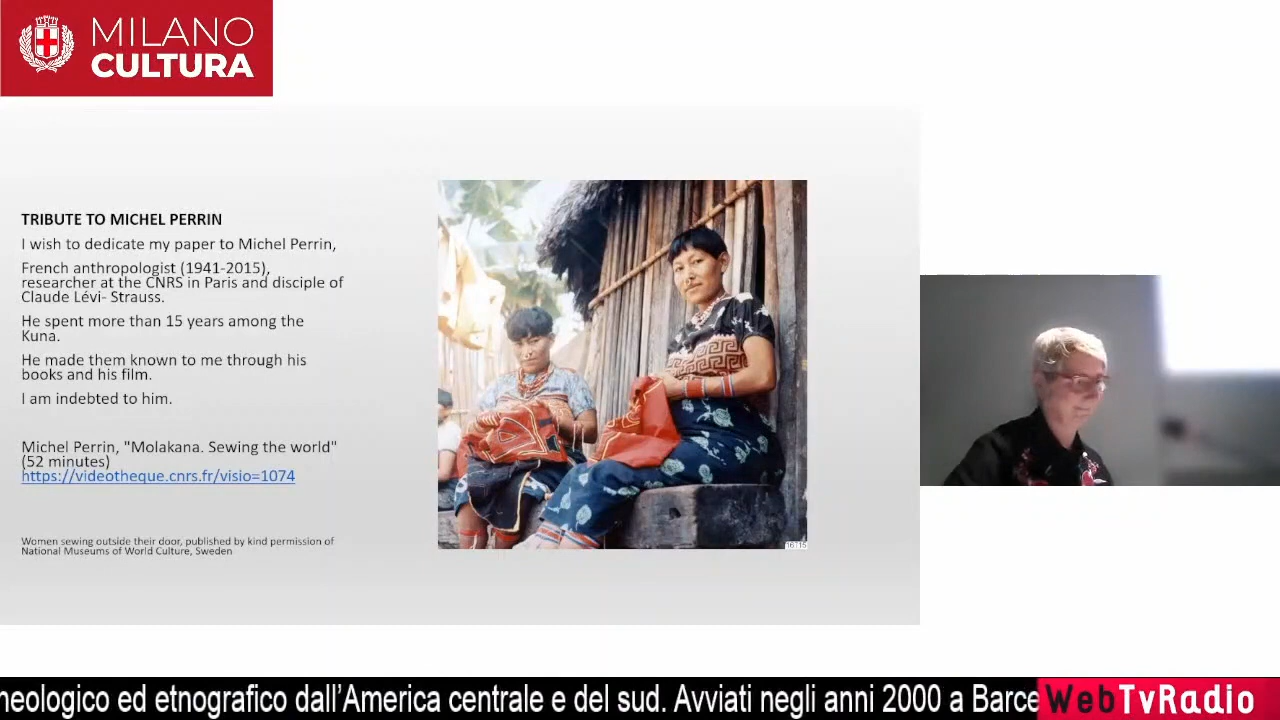 MILANO
CULTURA
TRIBUTE TO MICHEL PERRIN
I wish to dedicate my paper to Michel Perrin,
French anthropologist (1941-2015),
researcher at the CNRS in Paris and disciple of
Claude Lévi- Strauss.
He spent more than 15 years among the
Kuna.
He made them known to me through his
books and his film.
I am indebted to him.
Michel Perrin, "Molakana. Sewing the world"
(52 minutes)
https://videotheque.cnrs.fr/visio=1074
Women sewing outside their door, published by kind permission of
National Museums of World Culture, Sweden
neologico ed etnografico dall'America centrale e del sud. Avviati negli anni 2000 a Barce
WebTvRadio